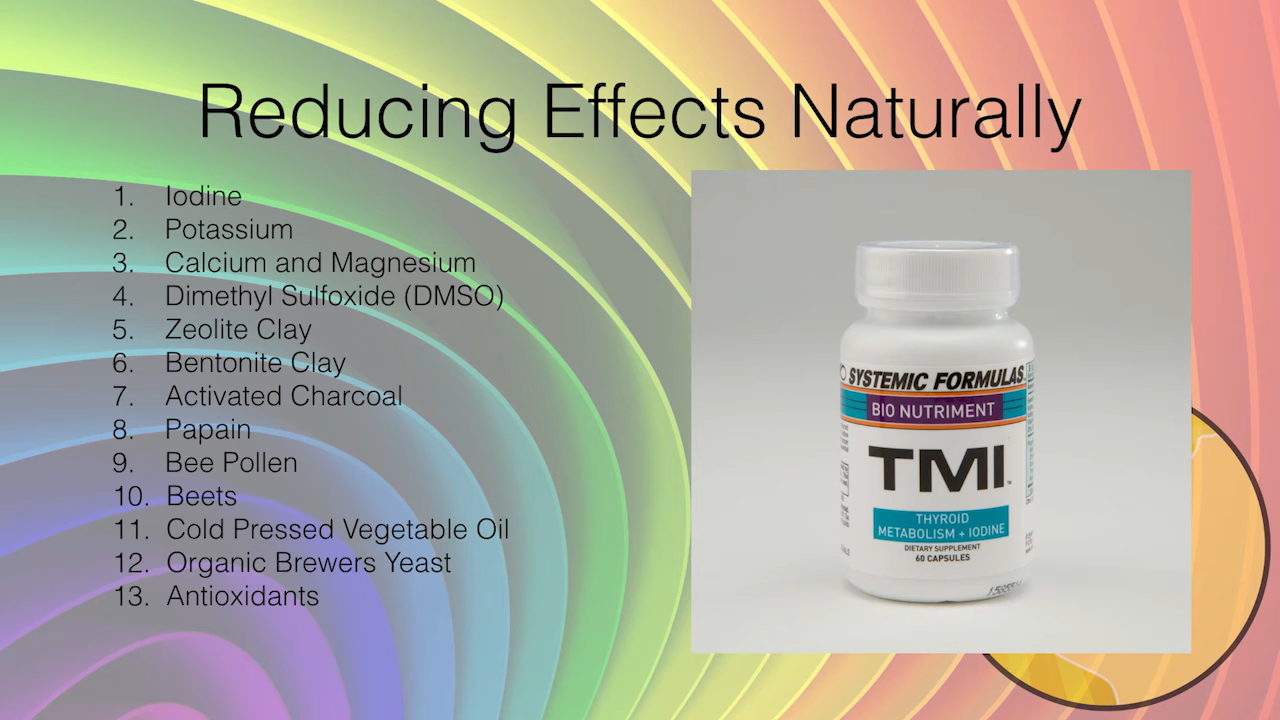 Reducing Effects Naturally
1. Iodine
2. Potassium
3. Calcium and Magnesium
4. Dimethyl Sulfoxide (DMSO)
5. Zeolite Clay
6. Bentonite Clay
7. Activated Charcoal
8. Papain
9. Bee Pollen
10. Beets
11. Cold Pressed Vegetable Oil
12. Organic Brewers Yeast
13. Antioxidants
SYSTEMIC FORMULAS
BIO NUTRIMENT
TMI™
THYROID
METABOLISM + IODINE
DIETARY SUPPLEMENT
60 CAPSULES